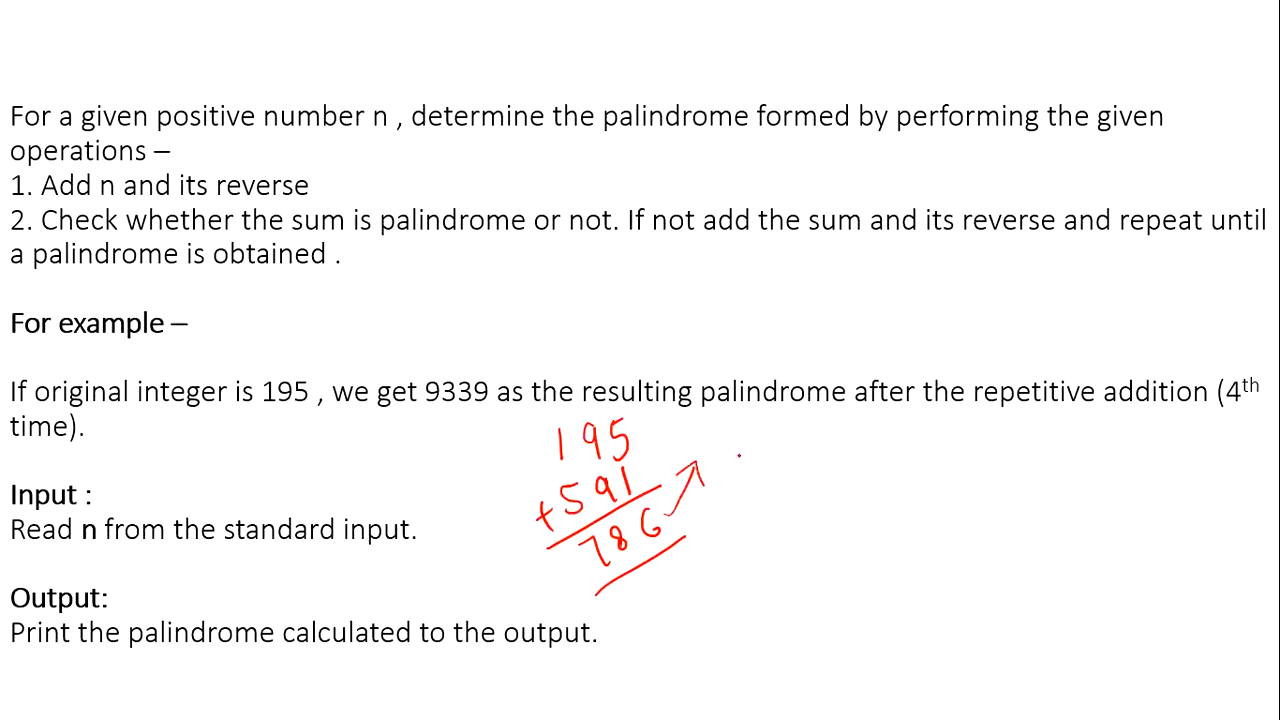 For a given positive number n , determine the palindrome formed by performing the given
operations –
1. Add n and its reverse
2. Check whether the sum is palindrome or not. If not add the sum and its reverse and repeat until
a palindrome is obtained .
For example –
If original integer is 195 , we get 9339 as the resulting palindrome after the repetitive addition (4th
time).
195
+591
786
Input :
Read n from the standard input.
Output:
Print the palindrome calculated to the output.